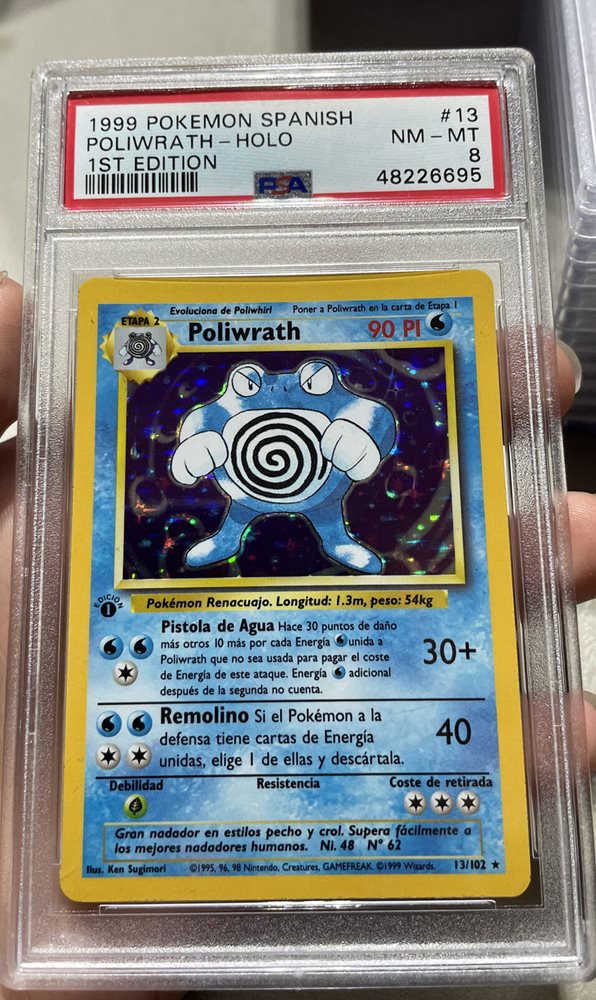 1999 POKEMON SPANISH #13
POLIWRATH - HOLO NM - MT
1ST EDITION 8
PSA 48226695
Evoluciona de Poliwhirl Poner a Poliwrath en la carta de Etapa 1
ETAPA 2
Poliwrath 90 PI
EDICION
1
Pokémon Renacuajo. Longitud: 1.3m, peso: 54kg
Pistola de Agua Hace 30 puntos de daño
más otros 10 más por cada Energía unida a
Poliwrath que no sea usada para pagar el coste
de Energía de este ataque. Energía adicional
después de la segunda no cuenta.
30+
Remolino Si el Pokémon a la
defensa tiene cartas de Energía
unidas, elige 1 de ellas y descártala.
40
Debilidad Resistencia Coste de retirada
Gran nadador en estilos pecho y crol. Supera fácilmente a
los mejores nadadores humanos. Ni. 48 Nº 62
Ilus. Ken Sugimori ©1995, 96, 98 Nintendo, Creatures, GAMEFREAK. ©1999 Wizards. 13/102 ★